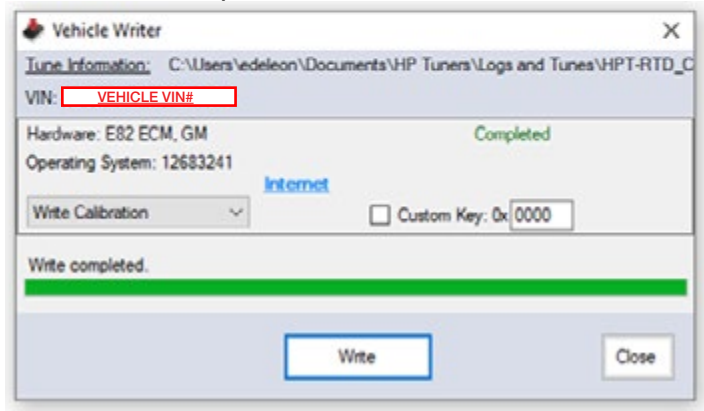 Vehicle Writer
Tune Information: C:\Users\edeleon\Documents\HP Tuners\Logs and Tunes\HPT-RTD_C
VIN: VEHICLE VIN#
Hardware: E82 ECM, GM Completed
Operating System: 12683241
Internet
Write Calibration Custom Key: 0x 0000
Write completed.
Write Close